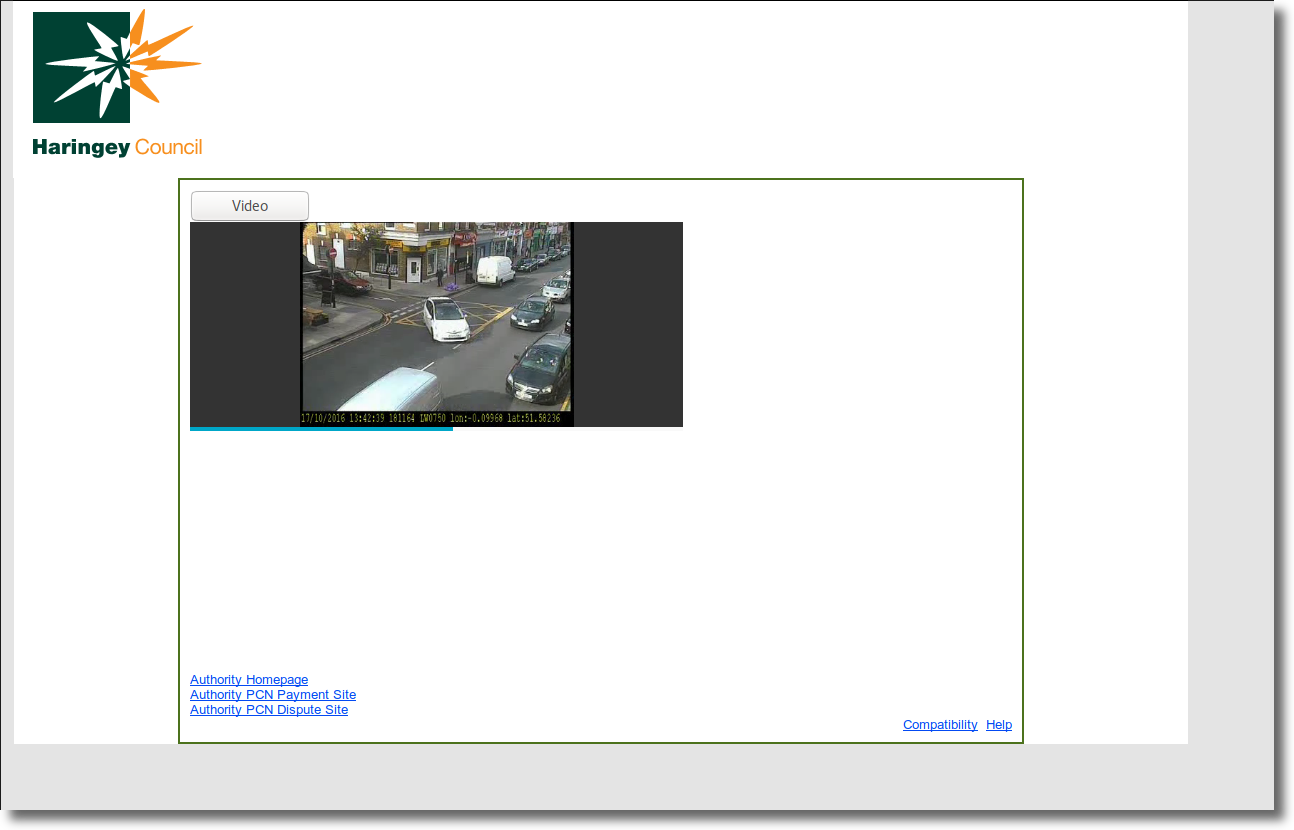 Haringey Council
Video
17/10/2016 13:42:39 181164 LW0750 lon:-0.09968 lat:51.58236
Authority Homepage
Authority PCN Payment Site
Authority PCN Dispute Site
Compatibility Help